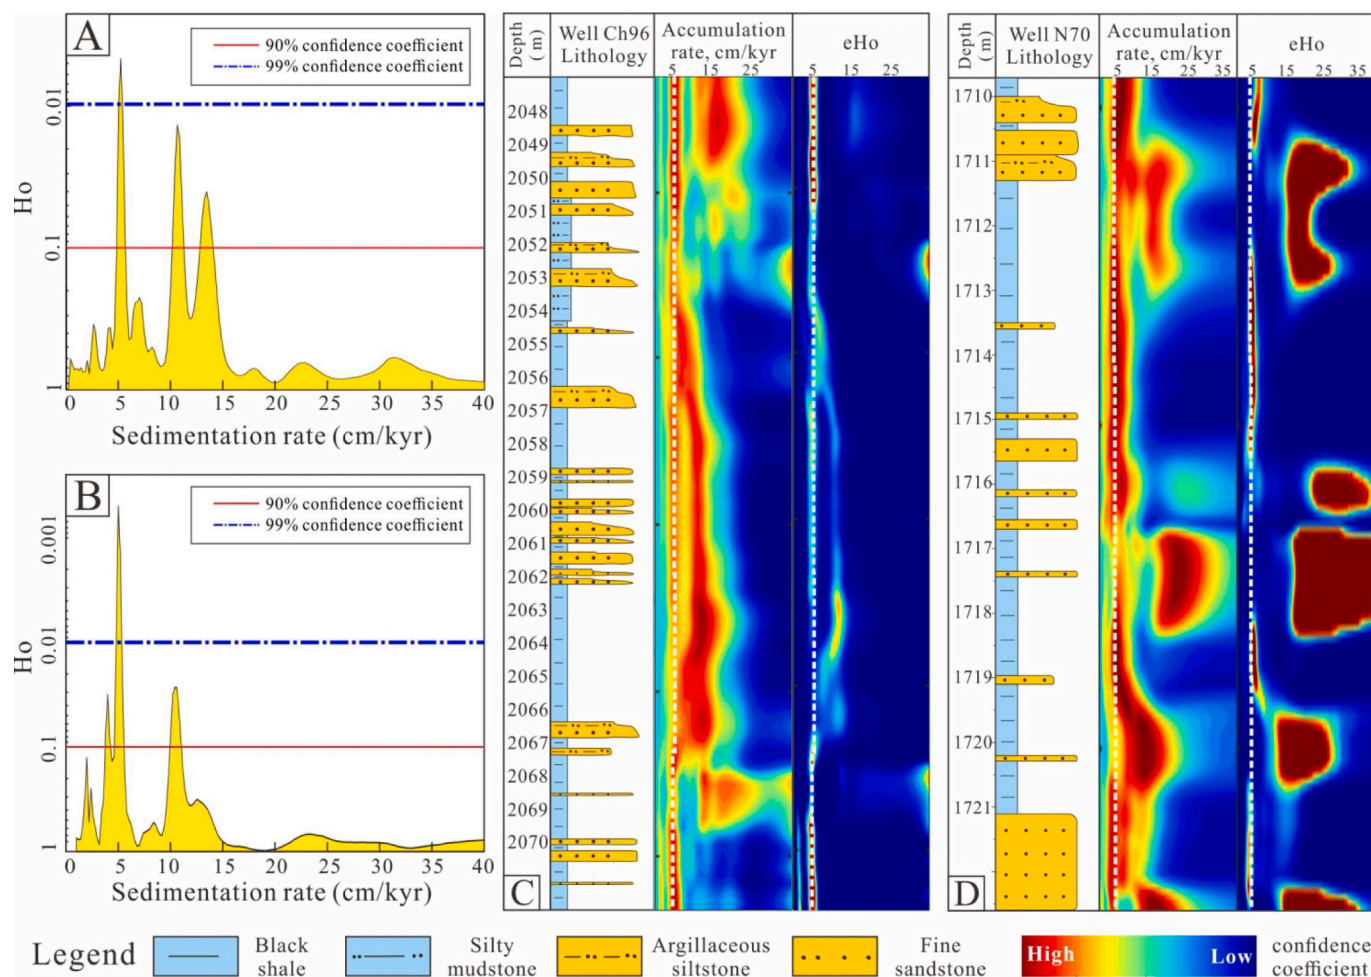 A
90% confidence coefficient
99% confidence coefficient
Ho
0.01
0.1
1
0 5 10 15 20 25 30 35 40
Sedimentation rate (cm/kyr)
B
90% confidence coefficient
99% confidence coefficient
Ho
0.001
0.01
0.1
1
0 5 10 15 20 25 30 35 40
Sedimentation rate (cm/kyr)
Depth (m)
Well Ch96
Lithology
Accumulation
rate, cm/kyr
5 15 25
eHo
5 15 25
2048
2049
2050
2051
2052
2053
2054
2055
2056
2057
2058
2059
2060
2061
2062
2063
2064
2065
2066
2067
2068
2069
2070
C
Depth (m)
Well N70
Lithology
Accumulation
rate, cm/kyr
5 15 25 35
eHo
5 15 25 35
1710
1711
1712
1713
1714
1715
1716
1717
1718
1719
1720
1721
D
Legend
Black
shale
Silty
mudstone
Argillaceous
siltstone
Fine
sandstone
High Low
confidence
coefficient